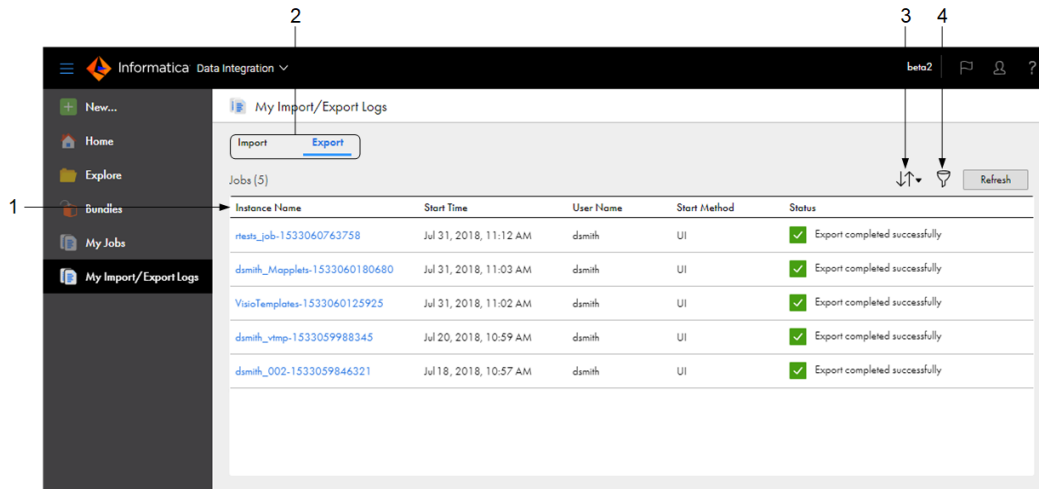 2 3 4
Informatica Data Integration beta2 ?
New... My Import/Export Logs
Home Import Export
Explore Jobs (5) Refresh
1 Bundles Instance Name Start Time User Name Start Method Status
My Jobs rtests_job-1533060763758 Jul 31, 2018, 11:12 AM dsmith UI Export completed successfully
My Import/Export Logs dsmith_Mapplets-1533060180680 Jul 31, 2018, 11:03 AM dsmith UI Export completed successfully
VisioTemplates-1533060125925 Jul 31, 2018, 11:02 AM dsmith UI Export completed successfully
dsmith_vtmp-1533059988345 Jul 20, 2018, 10:59 AM dsmith UI Export completed successfully
dsmith_002-1533059846321 Jul 18, 2018, 10:57 AM dsmith UI Export completed successfully